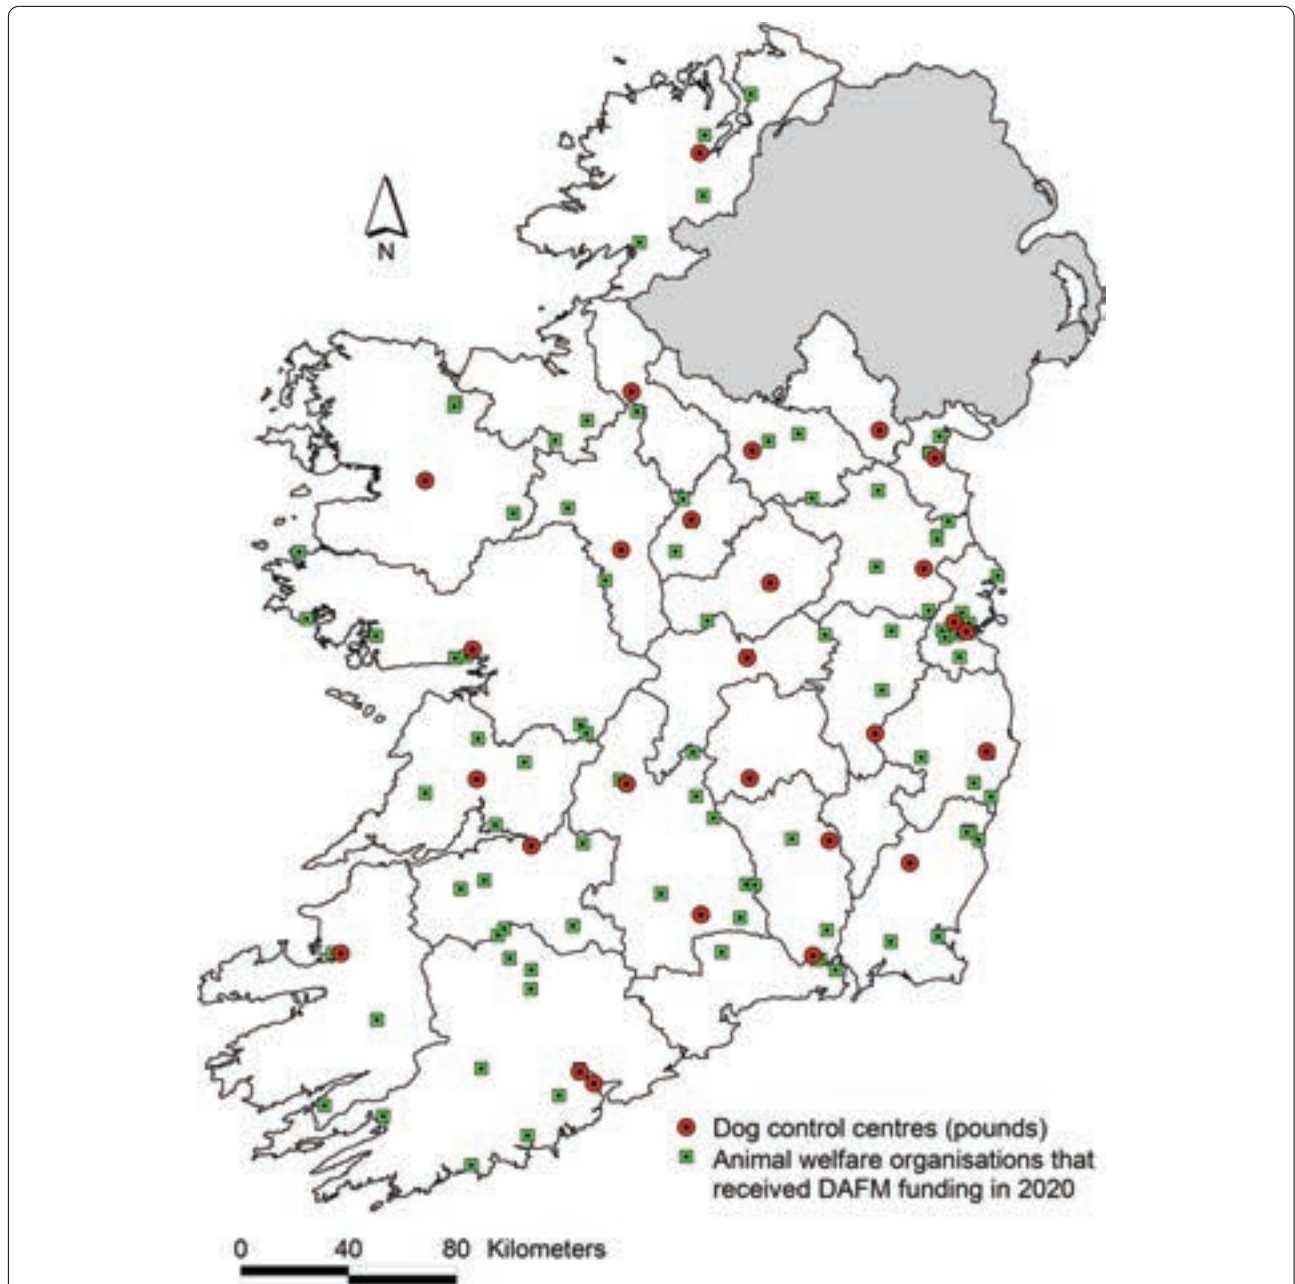 N
Dog control centres (pounds)
Animal welfare organisations that
received DAFM funding in 2020
0 40 80 Kilometers